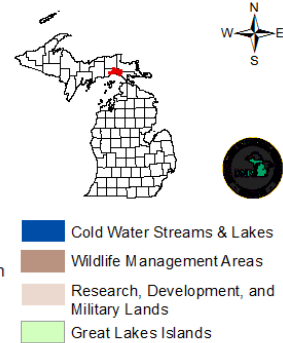 N
W E
S
Cold Water Streams & Lakes
n
Wildlife Management Areas
Research, Development, and
Military Lands
Great Lakes Islands